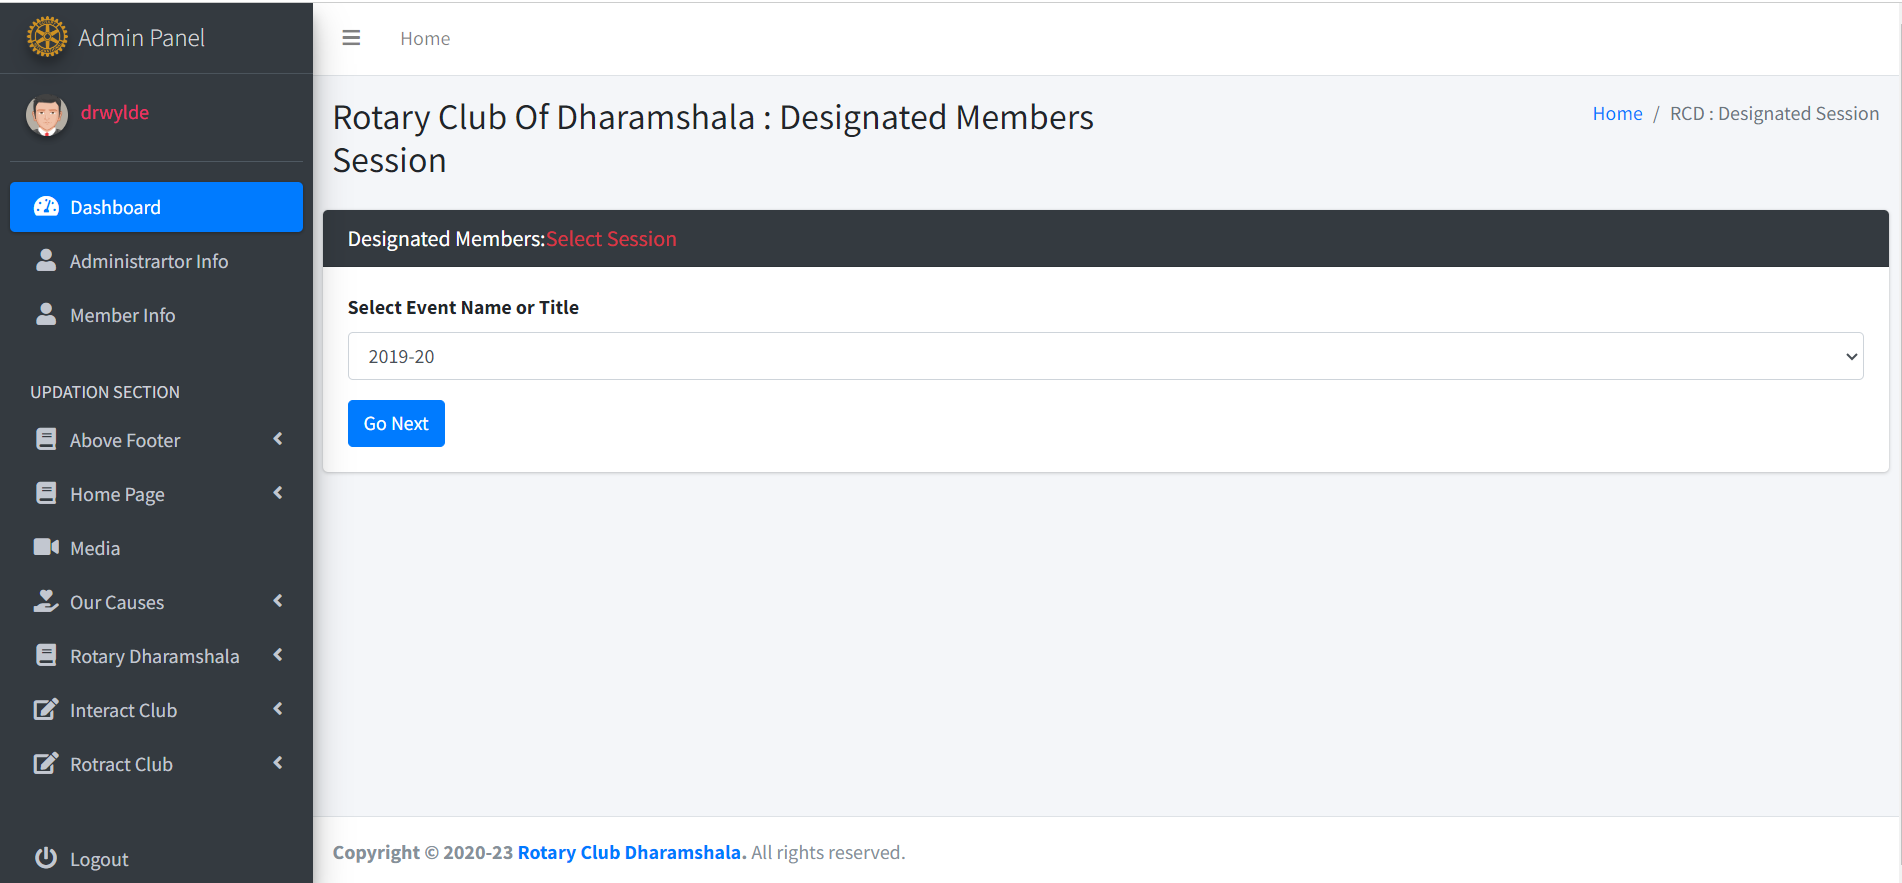 Admin Panel
Home
drwylde
Dashboard
Administrartor Info
Member Info
UPDATION SECTION
Above Footer
Home Page
Media
Our Causes
Rotary Dharamshala
Interact Club
Rotract Club
Logout
Rotary Club Of Dharamshala : Designated Members
Session
Home / RCD : Designated Session
Designated Members:Select Session
Select Event Name or Title
2019-20
Go Next
Copyright © 2020-23 Rotary Club Dharamshala. All rights reserved.